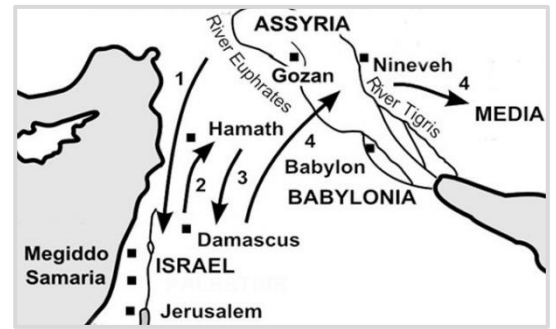 ASSYRIA
River Euphrates
Gozan
Nineveh
River Tigris
4
MEDIA
1
Hamath
2
3
4
Babylon
BABYLONIA
Damascus
Megiddo
ISRAEL
Samaria
Jerusalem